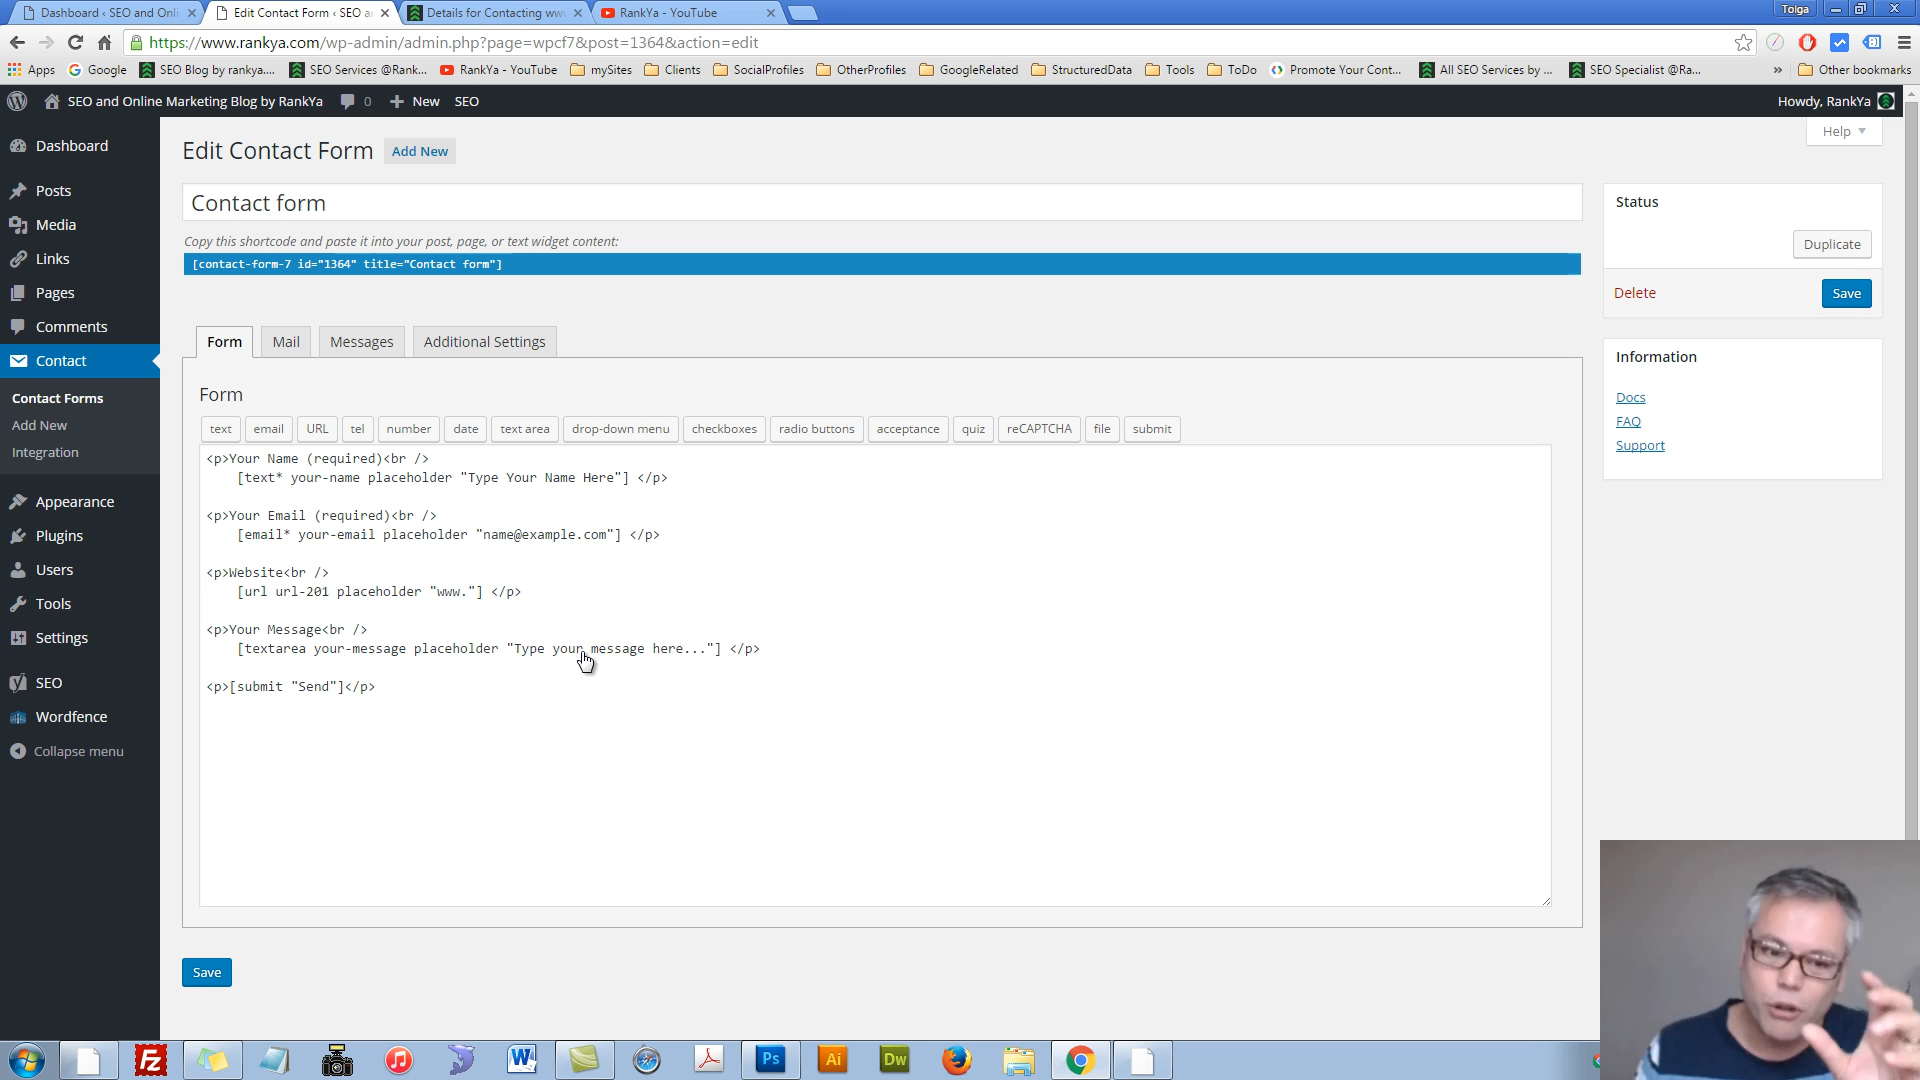 Dashboard ‹ SEO and Onli
Edit Contact Form ‹ SEO a
Details for Contacting ww
RankYa - YouTube
Tolga
https://www.rankya.com/wp-admin/admin.php?page=wpcf7&post=1364&action=edit
Apps
Google
SEO Blog by rankya....
SEO Services @Rank...
RankYa - YouTube
mySites
Clients
SocialProfiles
OtherProfiles
GoogleRelated
StructuredData
Tools
ToDo
Promote Your Cont...
All SEO Services by ...
SEO Specialist @Ra...
»
Other bookmarks
SEO and Online Marketing Blog by RankYa
0
New
SEO
Howdy, RankYa
Help
Dashboard
Posts
Media
Links
Pages
Comments
Contact
Contact Forms
Add New
Integration
Appearance
Plugins
Users
Tools
Settings
SEO
Wordfence
Collapse menu
Edit Contact Form
Add New
Contact form
Copy this shortcode and paste it into your post, page, or text widget content:
[contact-form-7 id="1364" title="Contact form"]
Form
Mail
Messages
Additional Settings
Form
text
email
URL
tel
number
date
text area
drop-down menu
checkboxes
radio buttons
acceptance
quiz
reCAPTCHA
file
submit
<p>Your Name (required)<br />
[text* your-name placeholder "Type Your Name Here"] </p>
<p>Your Email (required)<br />
[email* your-email placeholder "name@example.com"] </p>
<p>Website<br />
[url url-201 placeholder "www."] </p>
<p>Your Message<br />
[textarea your-message placeholder "Type your message here..."] </p>
<p>[submit "Send"]</p>
Save
Status
Duplicate
Delete
Save
Information
Docs
FAQ
Support
Fz
W
Ps
Ai
Dw